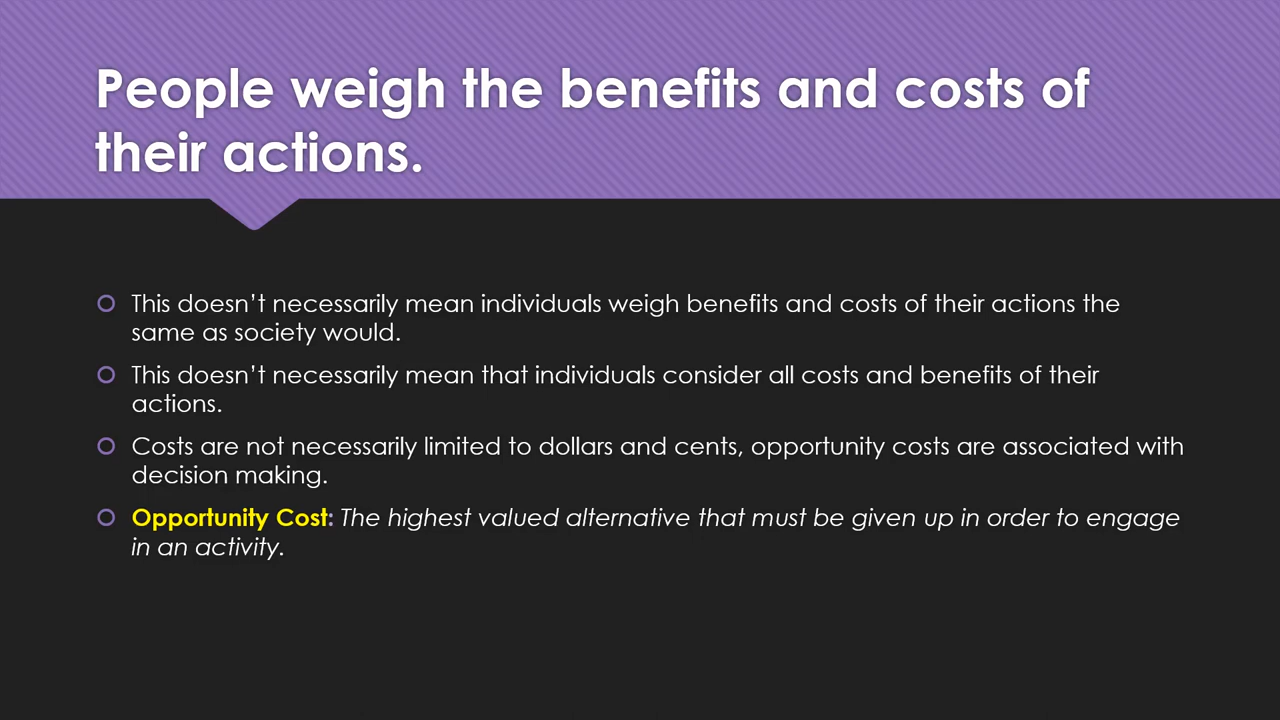 People weigh the benefits and costs of
their actions.
This doesn’t necessarily mean individuals weigh benefits and costs of their actions the
same as society would.
This doesn’t necessarily mean that individuals consider all costs and benefits of their
actions.
Costs are not necessarily limited to dollars and cents, opportunity costs are associated with
decision making.
Opportunity Cost: The highest valued alternative that must be given up in order to engage
in an activity.